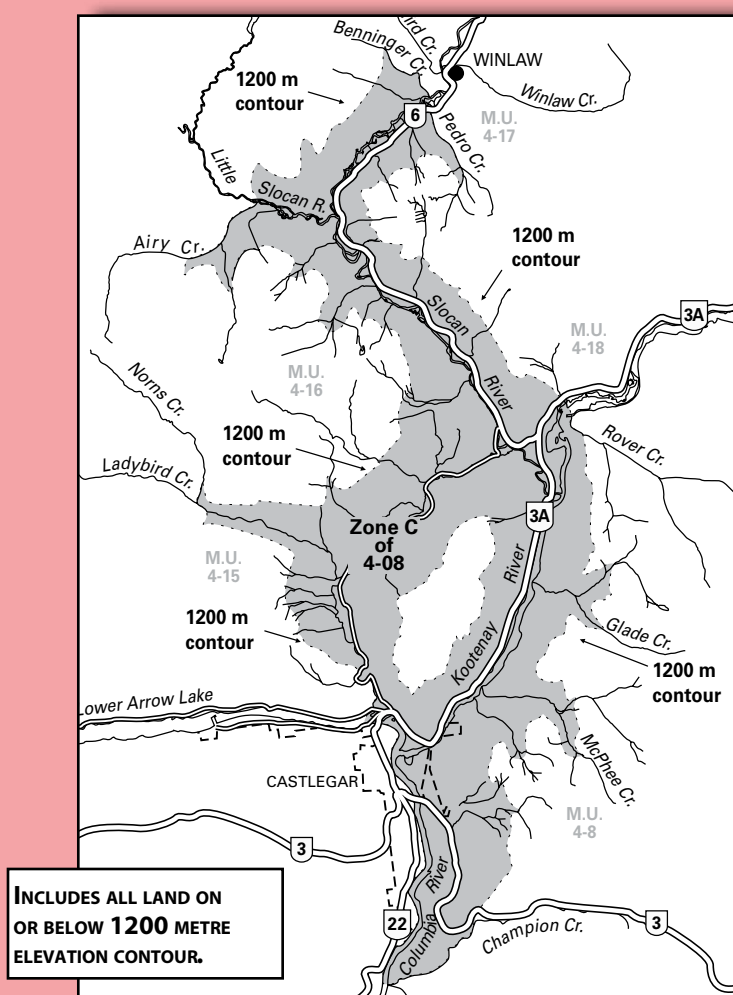 ird Cr.
Benninger Cr.
WINLAW
1200 m
contour
Winlaw Cr.
6
M.U.
4-17
Pedro Cr.
Little
Slocan R.
Airy Cr.
1200 m
contour
Slocan
River
3A
M.U.
4-18
M.U.
4-16
Norns Cr.
1200 m
contour
Rover Cr.
Ladybird Cr.
Zone C
of
4-08
3A
M.U.
4-15
River
Kootenay
1200 m
contour
Glade Cr.
1200 m
contour
ower Arrow Lake
McPhee Cr.
CASTLEGAR
M.U.
4-8
3
River
Columbia
22
Champion Cr.
3
INCLUDES ALL LAND ON
OR BELOW 1200 METRE
ELEVATION CONTOUR.